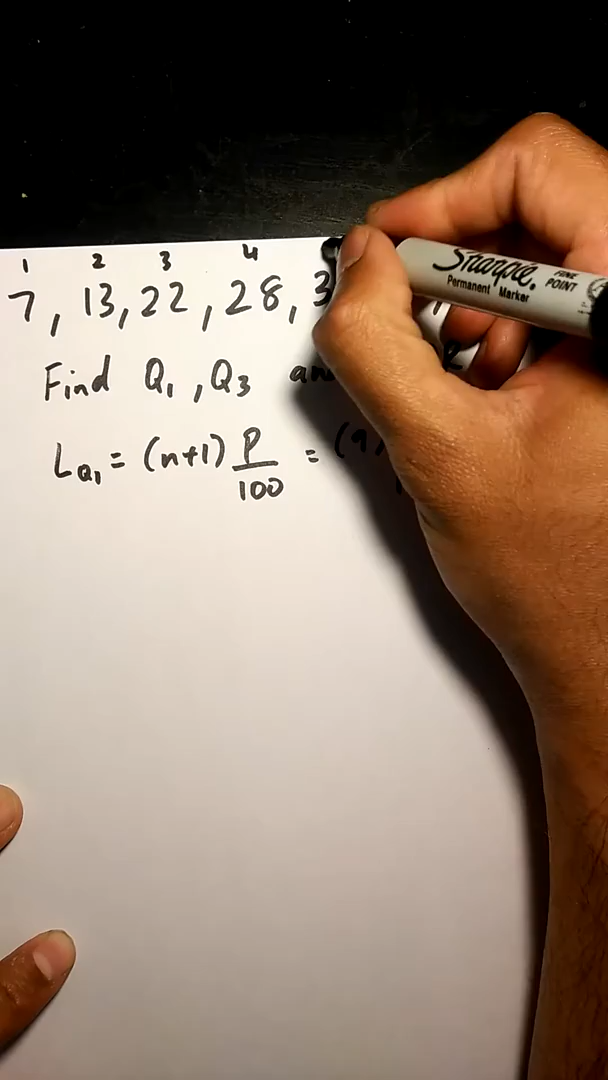 1 2 3 4
7, 13, 22, 28, 3
Find Q1, Q3
LQ1 = (n+1) P/100 = (9)
Sharpie.
FINE POINT
Permanent Marker